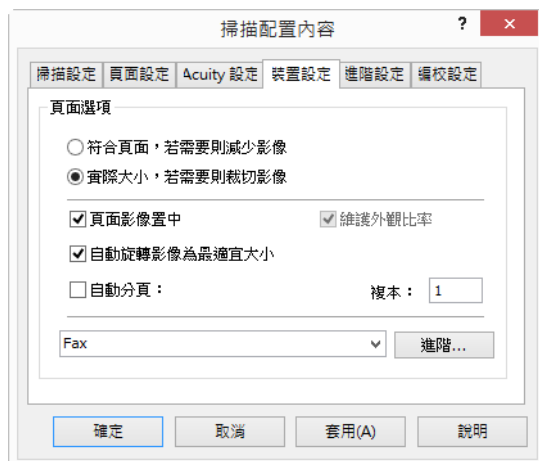 掃描配置內容 ? ×
掃描設定 頁面設定 Acuity 設定 裝置設定 進階設定 編校設定
頁面選項
符合頁面，若需要則減少影像
實際大小，若需要則裁切影像
頁面影像置中 維護外觀比率
自動旋轉影像為最適宜大小
自動分頁： 複本： 1
Fax 進階...
確定 取消 套用(A) 說明